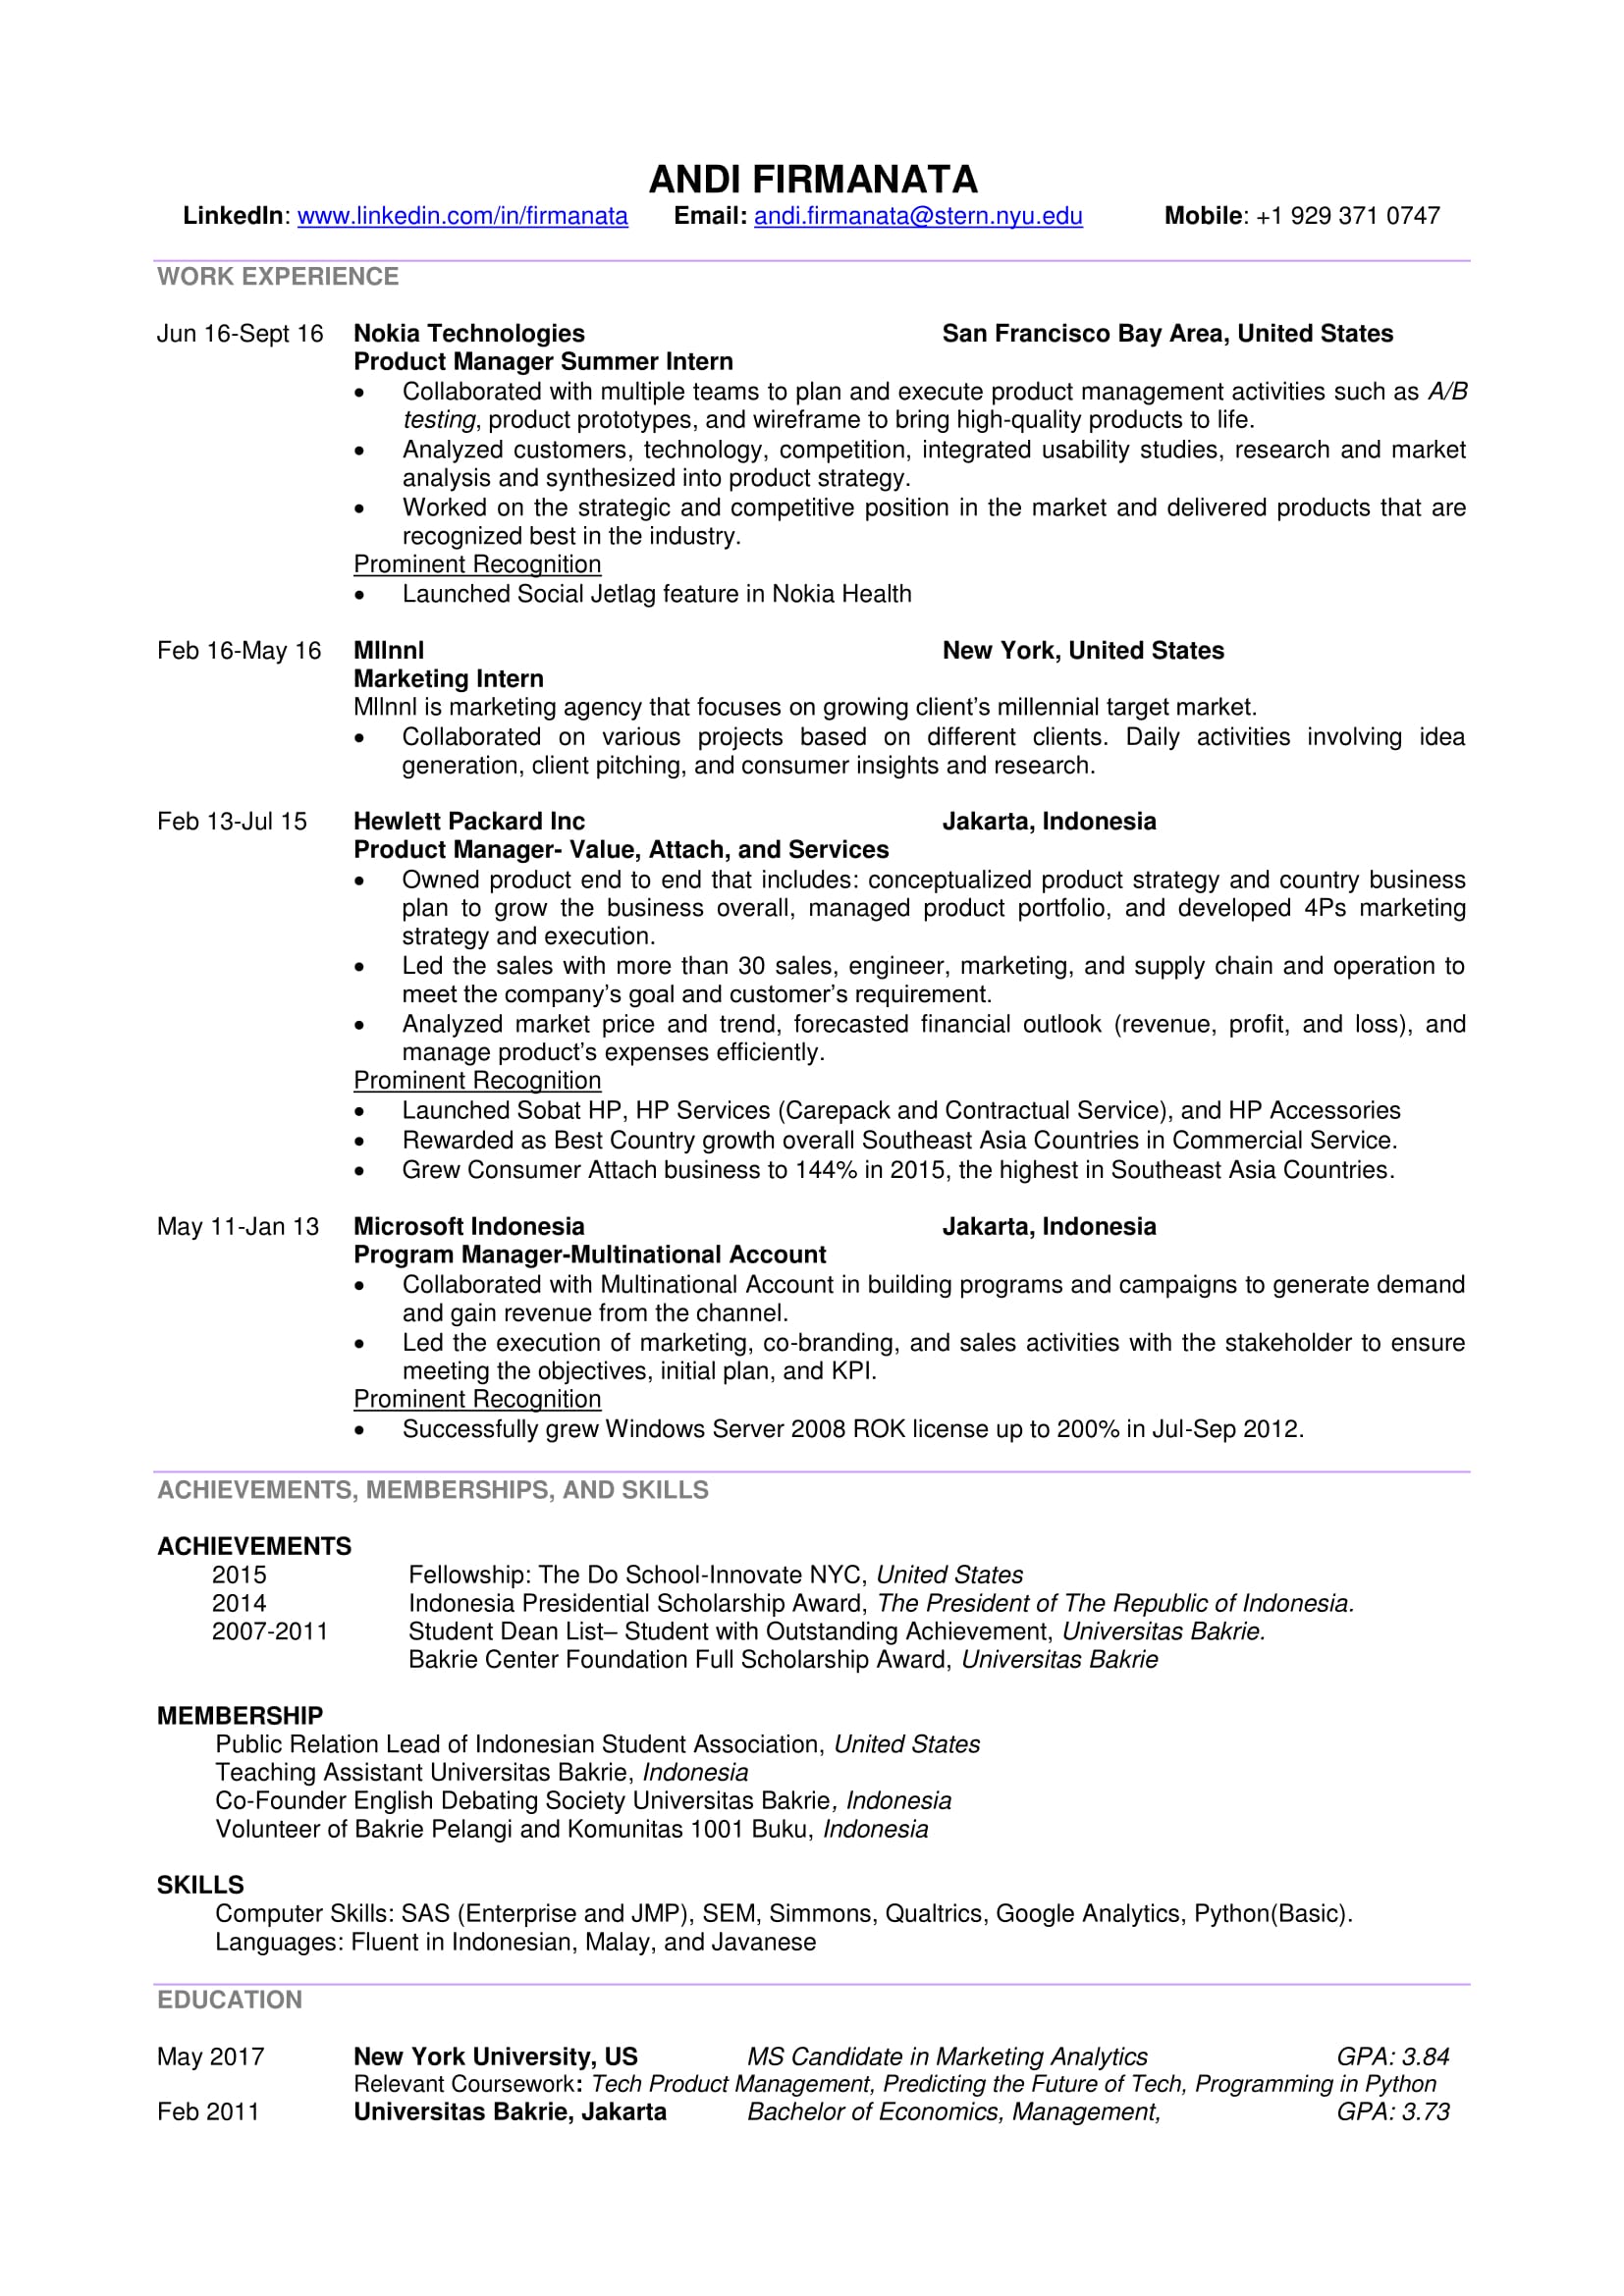 ANDI FIRMANATA
LinkedIn: www.linkedin.com/in/firmanata Email: andi.firmanata@stern.nyu.edu Mobile: +1 929 371 0747
WORK EXPERIENCE
Jun 16-Sept 16 Nokia Technologies San Francisco Bay Area, United States
Product Manager Summer Intern
• Collaborated with multiple teams to plan and execute product management activities such as A/B
testing, product prototypes, and wireframe to bring high-quality products to life.
• Analyzed customers, technology, competition, integrated usability studies, research and market
analysis and synthesized into product strategy.
• Worked on the strategic and competitive position in the market and delivered products that are
recognized best in the industry.
Prominent Recognition
• Launched Social Jetlag feature in Nokia Health
Feb 16-May 16 Mllnnl New York, United States
Marketing Intern
Mllnnl is marketing agency that focuses on growing client’s millennial target market.
• Collaborated on various projects based on different clients. Daily activities involving idea
generation, client pitching, and consumer insights and research.
Feb 13-Jul 15 Hewlett Packard Inc Jakarta, Indonesia
Product Manager- Value, Attach, and Services
• Owned product end to end that includes: conceptualized product strategy and country business
plan to grow the business overall, managed product portfolio, and developed 4Ps marketing
strategy and execution.
• Led the sales with more than 30 sales, engineer, marketing, and supply chain and operation to
meet the company’s goal and customer’s requirement.
• Analyzed market price and trend, forecasted financial outlook (revenue, profit, and loss), and
manage product’s expenses efficiently.
Prominent Recognition
• Launched Sobat HP, HP Services (Carepack and Contractual Service), and HP Accessories
• Rewarded as Best Country growth overall Southeast Asia Countries in Commercial Service.
• Grew Consumer Attach business to 144% in 2015, the highest in Southeast Asia Countries.
May 11-Jan 13 Microsoft Indonesia Jakarta, Indonesia
Program Manager-Multinational Account
• Collaborated with Multinational Account in building programs and campaigns to generate demand
and gain revenue from the channel.
• Led the execution of marketing, co-branding, and sales activities with the stakeholder to ensure
meeting the objectives, initial plan, and KPI.
Prominent Recognition
• Successfully grew Windows Server 2008 ROK license up to 200% in Jul-Sep 2012.
ACHIEVEMENTS, MEMBERSHIPS, AND SKILLS
ACHIEVEMENTS
2015 Fellowship: The Do School-Innovate NYC, United States
2014 Indonesia Presidential Scholarship Award, The President of The Republic of Indonesia.
2007-2011 Student Dean List– Student with Outstanding Achievement, Universitas Bakrie.
Bakrie Center Foundation Full Scholarship Award, Universitas Bakrie
MEMBERSHIP
Public Relation Lead of Indonesian Student Association, United States
Teaching Assistant Universitas Bakrie, Indonesia
Co-Founder English Debating Society Universitas Bakrie, Indonesia
Volunteer of Bakrie Pelangi and Komunitas 1001 Buku, Indonesia
SKILLS
Computer Skills: SAS (Enterprise and JMP), SEM, Simmons, Qualtrics, Google Analytics, Python(Basic).
Languages: Fluent in Indonesian, Malay, and Javanese
EDUCATION
May 2017 New York University, US MS Candidate in Marketing Analytics GPA: 3.84
Relevant Coursework: Tech Product Management, Predicting the Future of Tech, Programming in Python
Feb 2011 Universitas Bakrie, Jakarta Bachelor of Economics, Management, GPA: 3.73